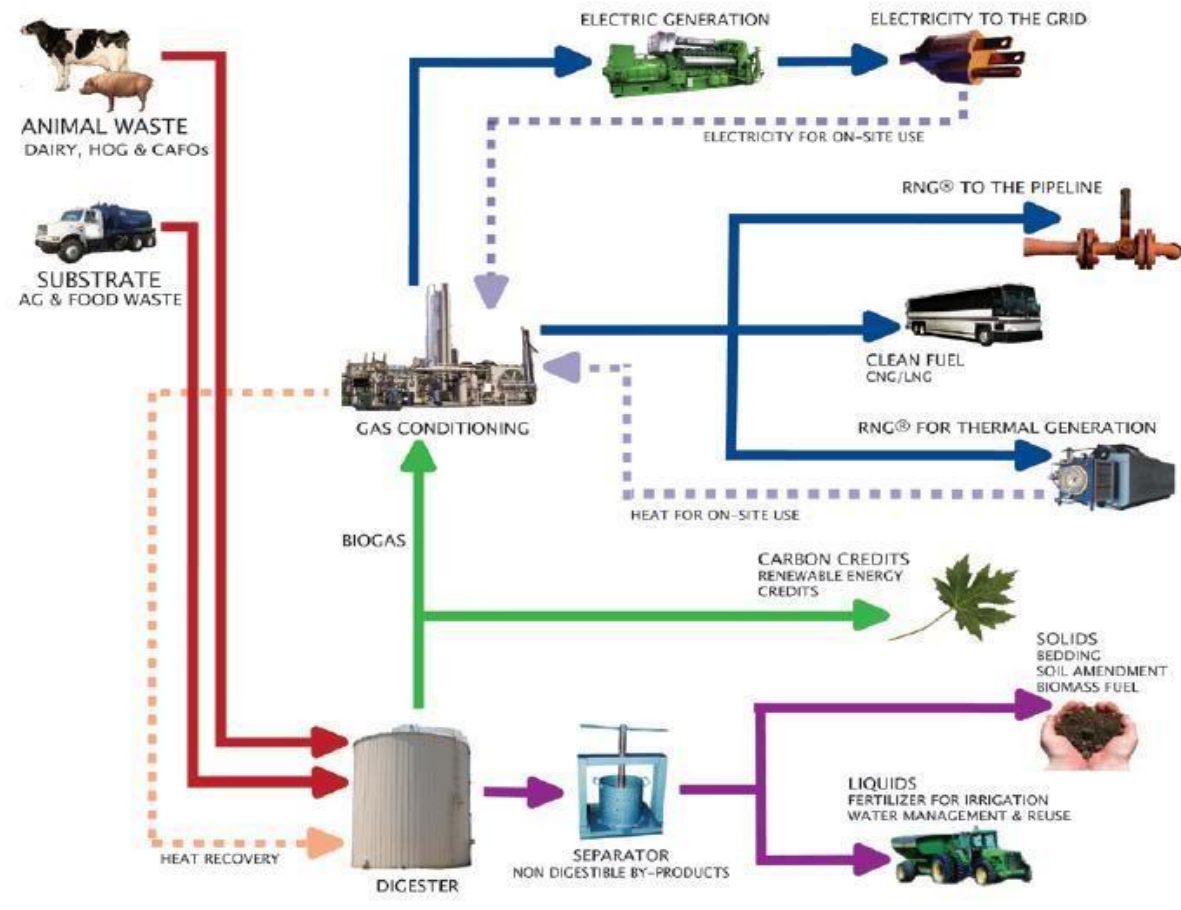 ELECTRIC GENERATION
ELECTRICITY TO THE GRID
ANIMAL WASTE
DAIRY, HOG & CAFOs
ELECTRICITY FOR ON-SITE USE
RNG® TO THE PIPELINE
SUBSTRATE
AG & FOOD WASTE
CLEAN FUEL
CNG/LNG
GAS CONDITIONING
RNG® FOR THERMAL GENERATION
HEAT FOR ON-SITE USE
BIOGAS
CARBON CREDITS
RENEWABLE ENERGY
CREDITS
SOLIDS
BEDDING
SOIL AMENDMENT
BIOMASS FUEL
LIQUIDS
FERTILIZER FOR IRRIGATION
WATER MANAGEMENT & REUSE
HEAT RECOVERY
DIGESTER
SEPARATOR
NON DIGESTIBLE BY-PRODUCTS